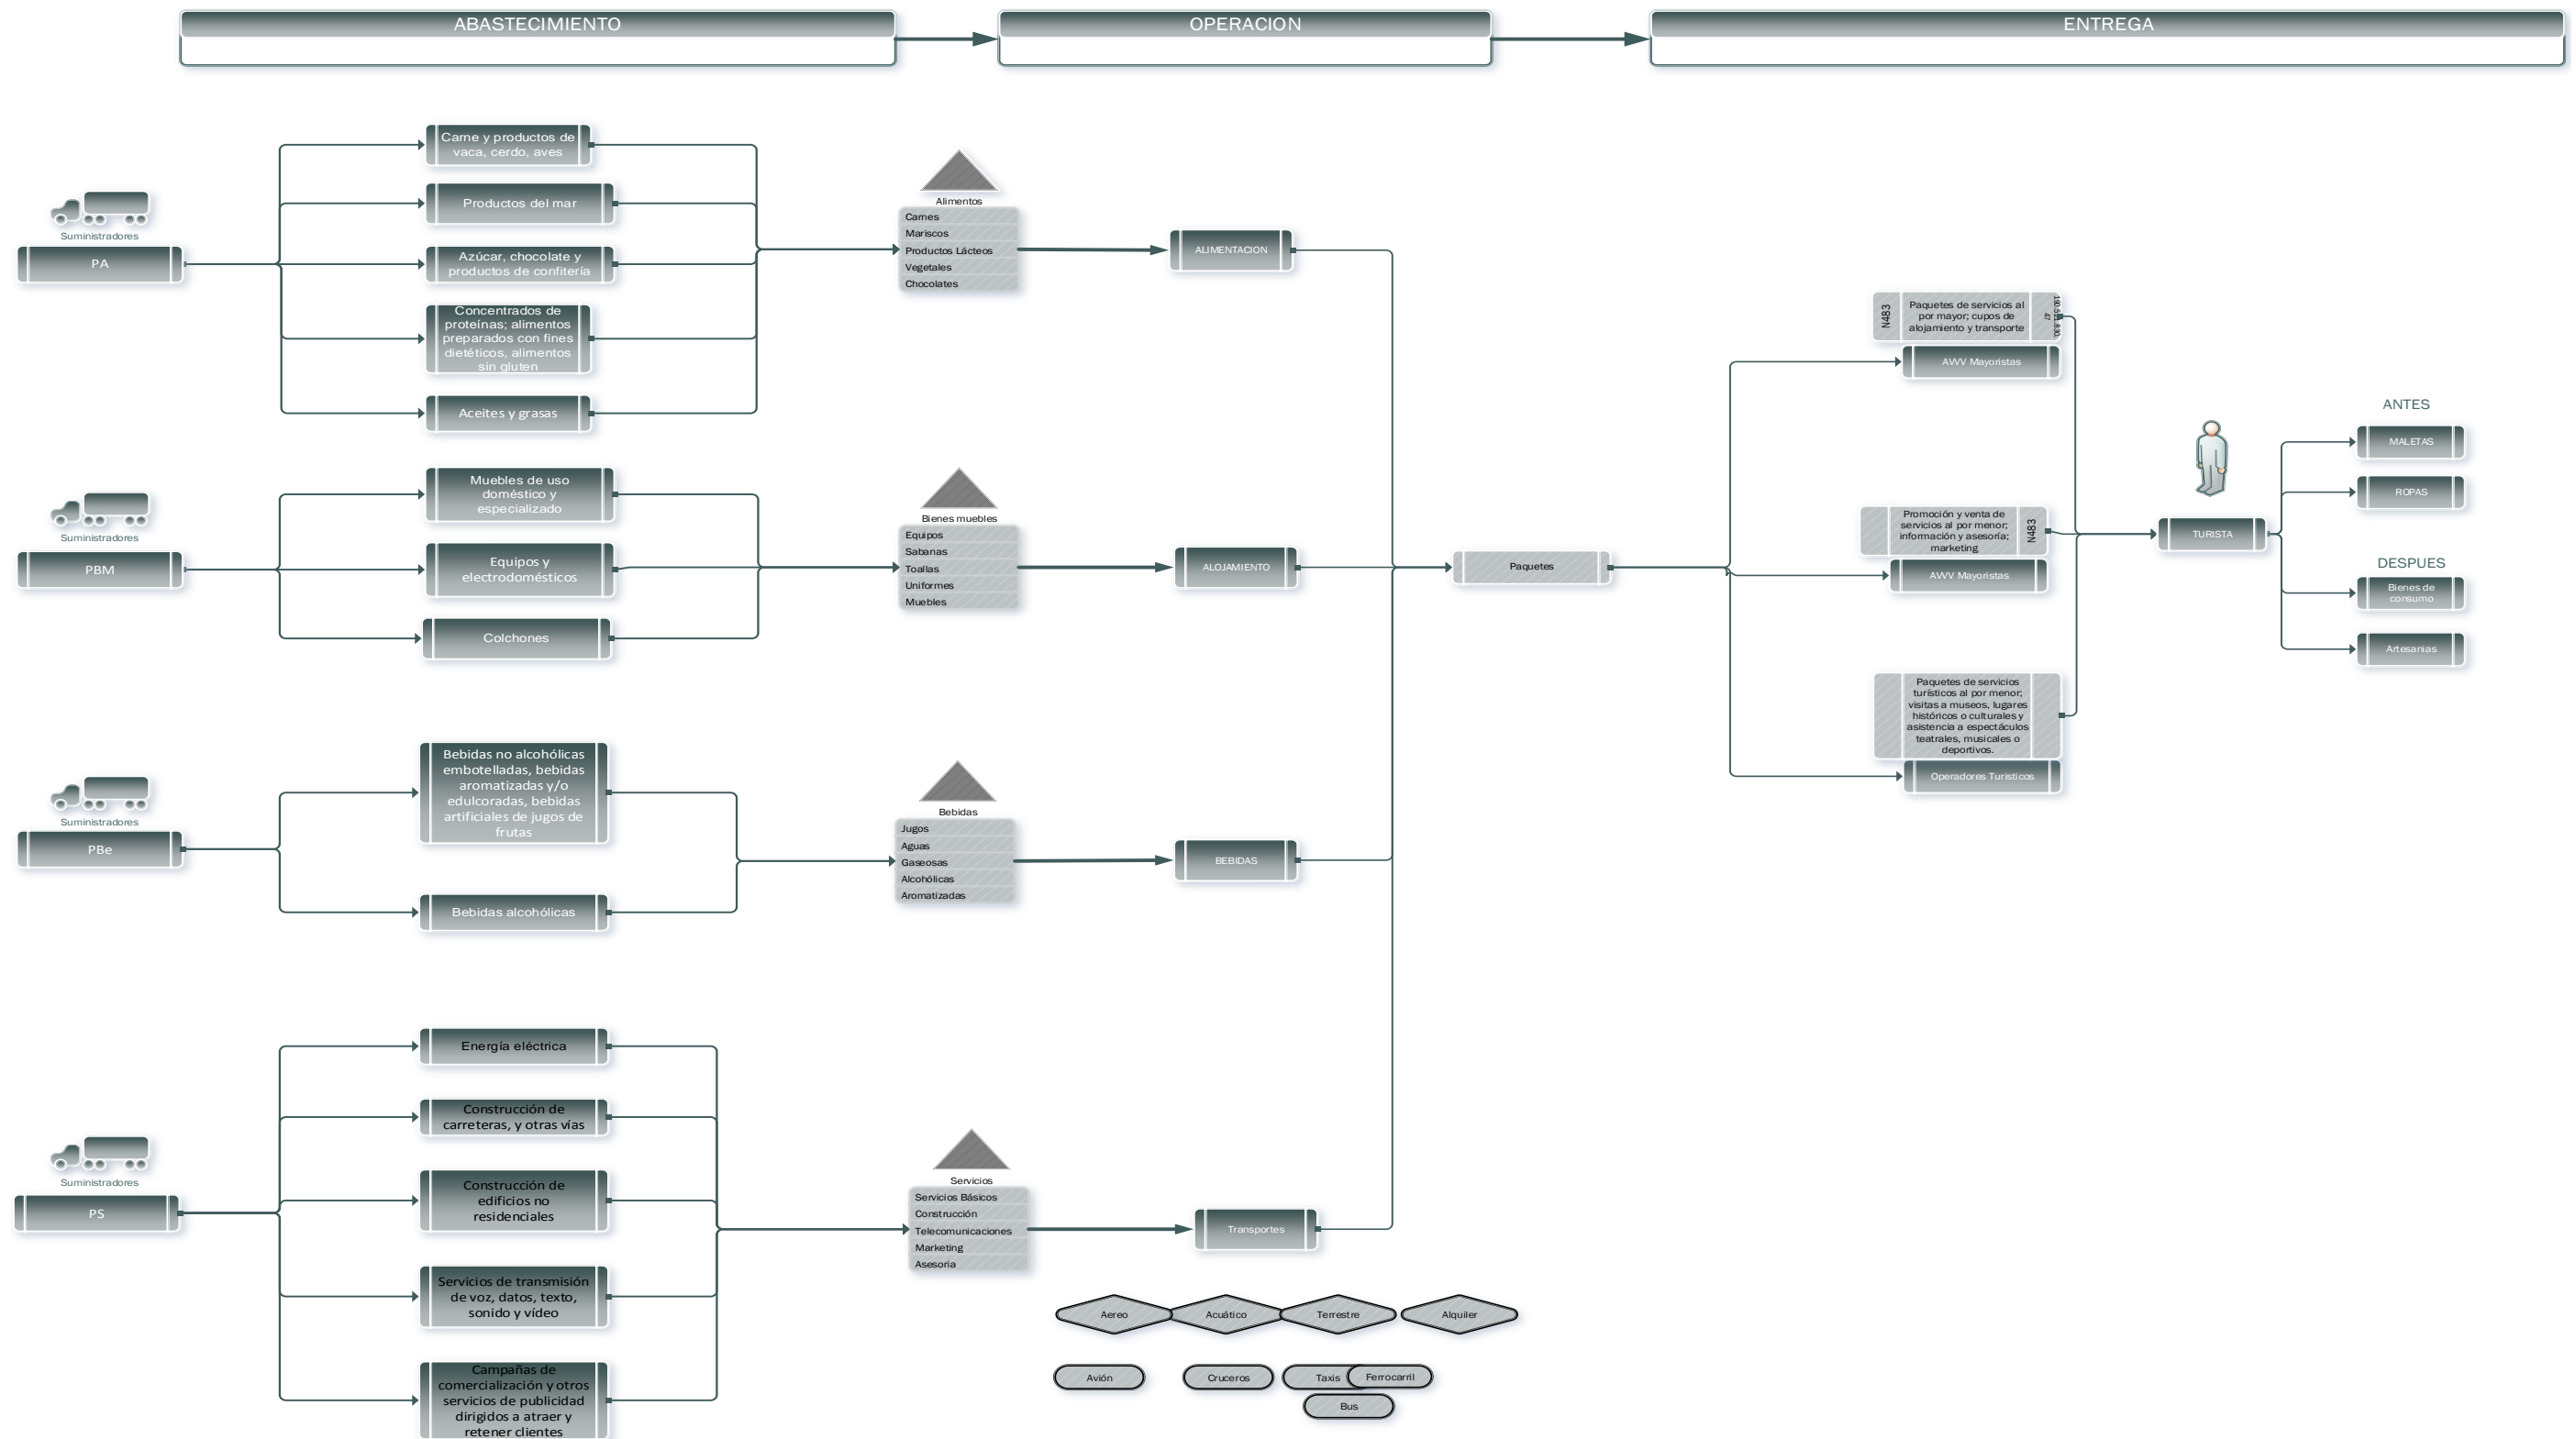 ABASTECIMIENTO
OPERACION
ENTREGA
Suministradores
PA
Carne y productos de
vaca, cerdo, aves
Productos del mar
Azúcar, chocolate y
productos de confitería
Concentrados de
proteínas; alimentos
preparados con fines
dietéticos, alimentos
sin gluten
Aceites y grasas
Alimentos
Carnes
Mariscos
Productos Lácteos
Vegetales
Chocolates
ALIMENTACION
Suministradores
PBM
Muebles de uso
doméstico y
especializado
Equipos y
electrodomésticos
Colchones
Bienes muebles
Equipos
Sabanas
Toallas
Uniformes
Muebles
ALOJAMIENTO
Suministradores
PBe
Bebidas no alcohólicas
embotelladas, bebidas
aromatizadas y/o
edulcoradas, bebidas
artificiales de jugos de
frutas
Bebidas alcohólicas
Bebidas
Jugos
Aguas
Gaseosas
Alcohólicas
Aromatizadas
BEBIDAS
Suministradores
PS
Energía eléctrica
Construcción de
carreteras, y otras vías
Construcción de
edificios no
residenciales
Servicios de transmisión
de voz, datos, texto,
sonido y vídeo
Campañas de
comercialización y otros
servicios de publicidad
dirigidos a atraer y
retener clientes
Servicios
Servicios Básicos
Construcción
Telecomunicaciones
Marketing
Asesoria
Transportes
Aereo
Acuático
Terrestre
Alquiler
Avión
Cruceros
Taxis
Ferrocarril
Bus
Paquetes
N483
Paquetes de servicios al
por mayor; cupos de
alojamiento y transporte
47
AVVV Mayoristas
Promoción y venta de
servicios al por menor;
información y asesoría;
marketing
N483
AVVV Mayoristas
Paquetes de servicios
turísticos al por menor;
visitas a museos, lugares
históricos o culturales y
asistencia a espectáculos
teatrales, musicales o
deportivos.
Operadores Turisticos
TURISTA
ANTES
MALETAS
ROPAS
DESPUES
Bienes de
consumo
Artesanias